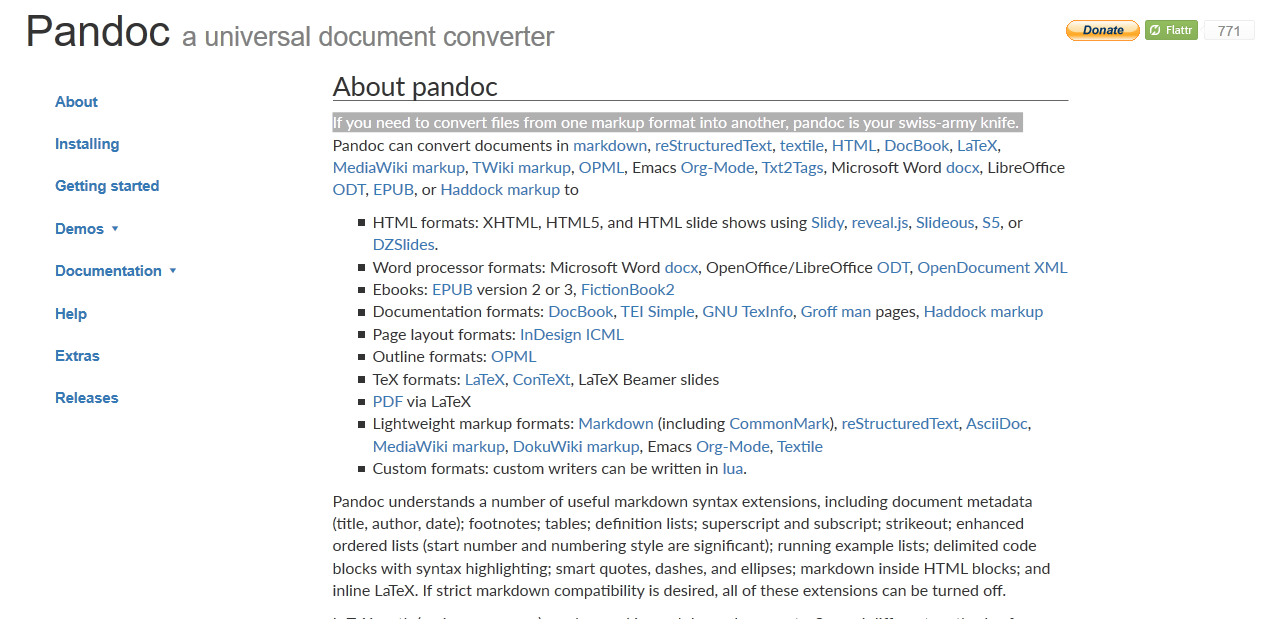 Pandoc a universal document converter
Donate
Flattr
771
About
Installing
Getting started
Demos
Documentation
Help
Extras
Releases
About pandoc
If you need to convert files from one markup format into another, pandoc is your swiss-army knife.
Pandoc can convert documents in markdown, reStructuredText, textile, HTML, DocBook, LaTeX,
MediaWiki markup, TWiki markup, OPML, Emacs Org-Mode, Txt2Tags, Microsoft Word docx, LibreOffice
ODT, EPUB, or Haddock markup to
HTML formats: XHTML, HTML5, and HTML slide shows using Slidy, reveal.js, Slideous, S5, or
DZSlides.
Word processor formats: Microsoft Word docx, OpenOffice/LibreOffice ODT, OpenDocument XML
Ebooks: EPUB version 2 or 3, FictionBook2
Documentation formats: DocBook, TEI Simple, GNU TexInfo, Groff man pages, Haddock markup
Page layout formats: InDesign ICML
Outline formats: OPML
TeX formats: LaTeX, ConTeXt, LaTeX Beamer slides
PDF via LaTeX
Lightweight markup formats: Markdown (including CommonMark), reStructuredText, AsciiDoc,
MediaWiki markup, DokuWiki markup, Emacs Org-Mode, Textile
Custom formats: custom writers can be written in lua.
Pandoc understands a number of useful markdown syntax extensions, including document metadata
(title, author, date); footnotes; tables; definition lists; superscript and subscript; strikeout; enhanced
ordered lists (start number and numbering style are significant); running example lists; delimited code
blocks with syntax highlighting; smart quotes, dashes, and ellipses; markdown inside HTML blocks; and
inline LaTeX. If strict markdown compatibility is desired, all of these extensions can be turned off.